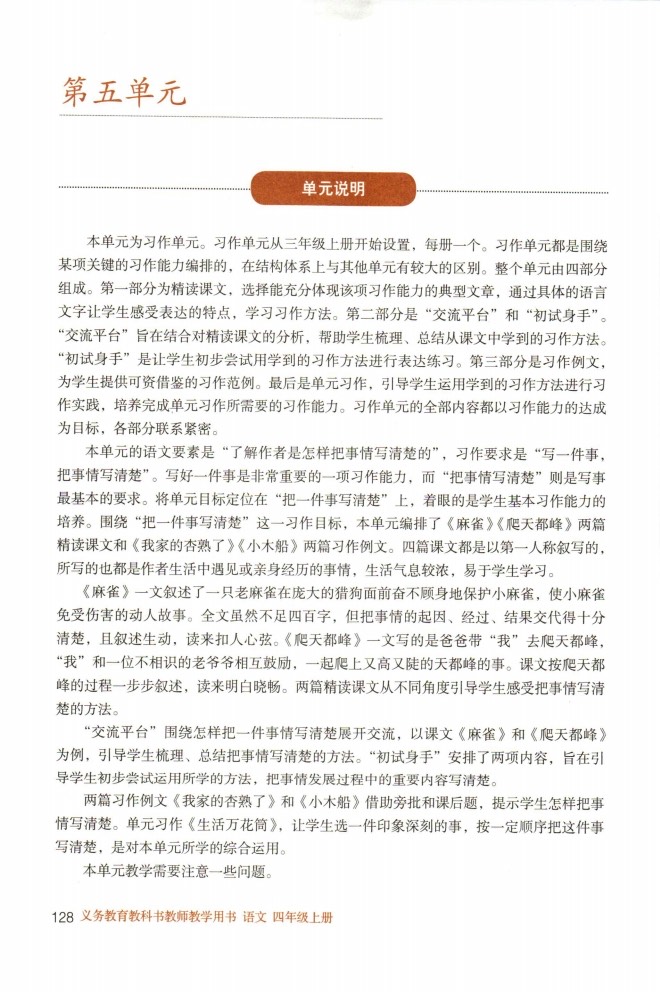 第五单元
单元说明
本单元为习作单元。习作单元从三年级上册开始设置，每册一个。习作单元都是围绕
某项关键的习作能力编排的，在结构体系上与其他单元有较大的区别。整个单元由四部分
组成。第一部分为精读课文，选择能充分体现该项习作能力的典型文章，通过具体的语言
文字让学生感受表达的特点，学习习作方法。第二部分是“交流平台”和“初试身手”。
“交流平台”旨在结合对精读课文的分析，帮助学生梳理、总结从课文中学到的习作方法。
“初试身手”是让学生初步尝试用学到的习作方法进行表达练习。第三部分是习作例文，
为学生提供可资借鉴的习作范例。最后是单元习作，引导学生运用学到的习作方法进行习
作实践，培养完成单元习作所需要的习作能力。习作单元的全部内容都以习作能力的达成
为目标，各部分联系紧密。
本单元的语文要素是“了解作者是怎样把事情写清楚的”，习作要求是“写一件事，
把事情写清楚”。写好一件事是非常重要的一项习作能力，而“把事情写清楚”则是写事
最基本的要求。将单元目标定位在“把一件事写清楚”上，着眼的是学生基本习作能力的
培养。围绕“把一件事写清楚”这一习作目标，本单元编排了《麻雀》《爬天都峰》两篇
精读课文和《我家的杏熟了》《小木船》两篇习作例文。四篇课文都是以第一人称叙写的，
所写的也都是作者生活中遇见或亲身经历的事情，生活气息较浓，易于学生学习。
《麻雀》一文叙述了一只老麻雀在庞大的猎狗面前奋不顾身地保护小麻雀，使小麻雀
免受伤害的动人故事。全文虽然不足四百字，但把事情的起因、经过、结果交代得十分
清楚，且叙述生动，读来扣人心弦。《爬天都峰》一文写的是爸爸带“我”去爬天都峰，
“我”和一位不相识的老爷爷相互鼓励，一起爬上又高又陡的天都峰的事。课文按爬天都
峰的过程一步步叙述，读来明白晓畅。两篇精读课文从不同角度引导学生感受把事情写清
楚的方法。
“交流平台”围绕怎样把一件事情写清楚展开交流，以课文《麻雀》和《爬天都峰》
为例，引导学生梳理、总结把事情写清楚的方法。“初试身手”安排了两项内容，旨在引
导学生初步尝试运用所学的方法，把事情发展过程中的重要内容写清楚。
两篇习作例文《我家的杏熟了》和《小木船》借助旁批和课后题，提示学生怎样把事
情写清楚。单元习作《生活万花筒》，让学生选一件印象深刻的事，按一定顺序把这件事
写清楚，是对本单元所学的综合运用。
本单元教学需要注意一些问题。
128 义务教育教科书教师教学用书 语文 四年级上册